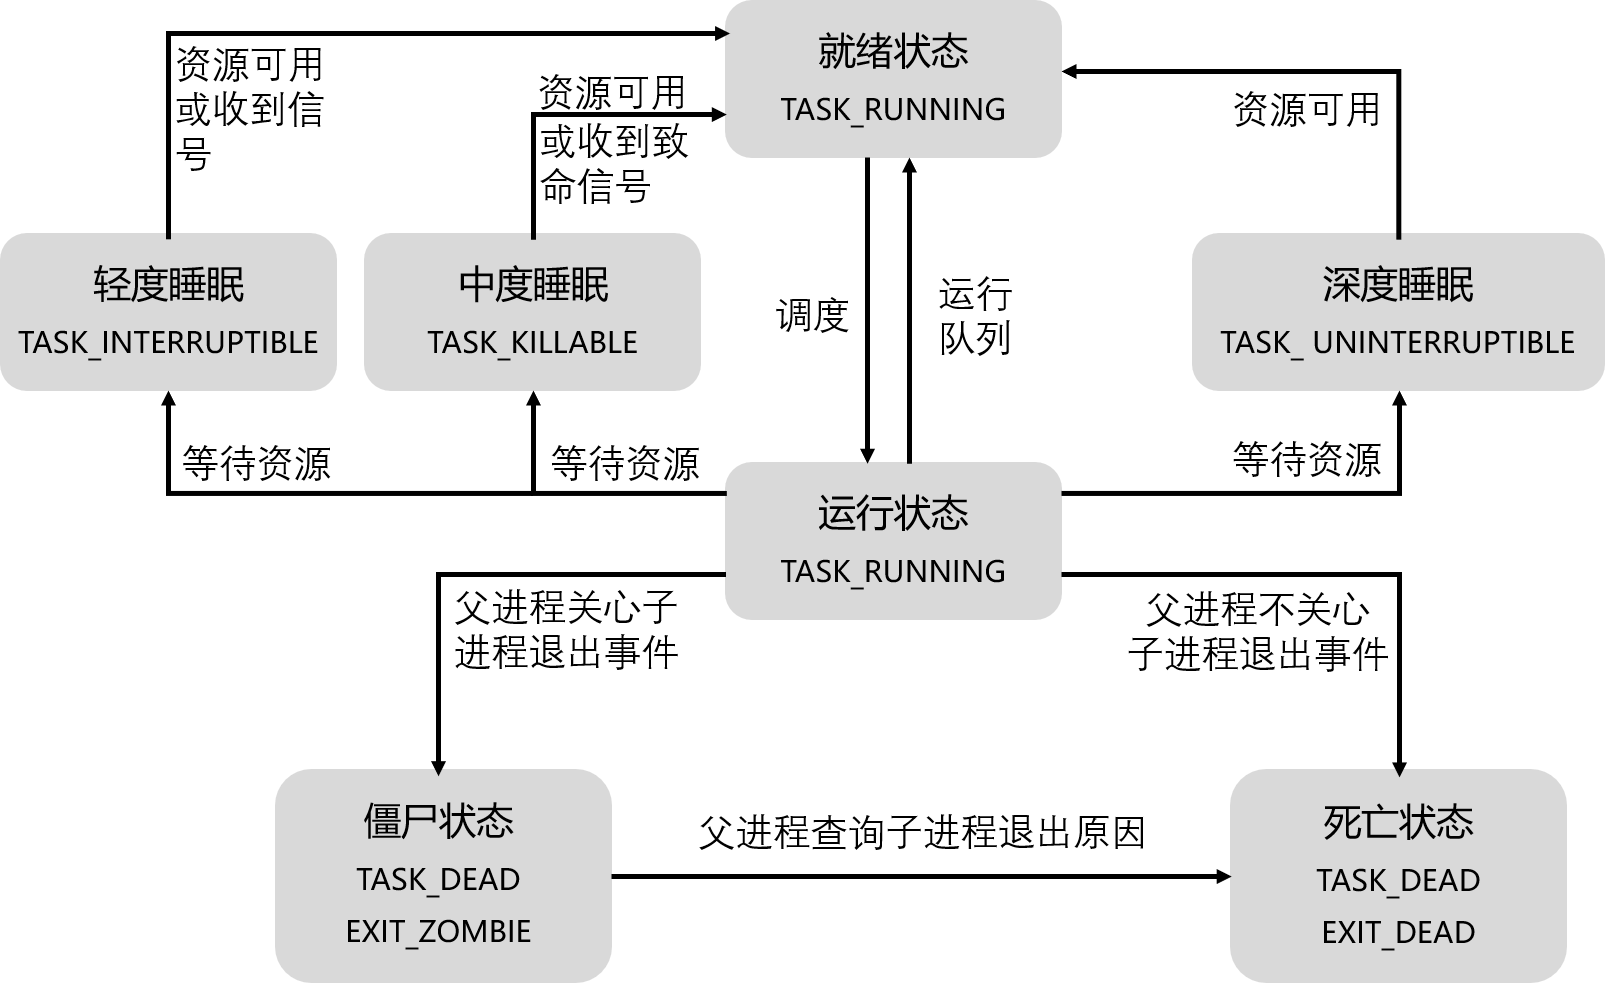 就绪状态
TASK_RUNNING
资源可用
或收到信
号
资源可用
或收到致
命信号
资源可用
轻度睡眠
TASK_INTERRUPTIBLE
中度睡眠
TASK_KILLABLE
调度
运行
队列
深度睡眠
TASK_ UNINTERRUPTIBLE
等待资源
等待资源
等待资源
运行状态
TASK_RUNNING
父进程关心子
进程退出事件
父进程不关心
子进程退出事件
僵尸状态
TASK_DEAD
EXIT_ZOMBIE
父进程查询子进程退出原因
死亡状态
TASK_DEAD
EXIT_DEAD